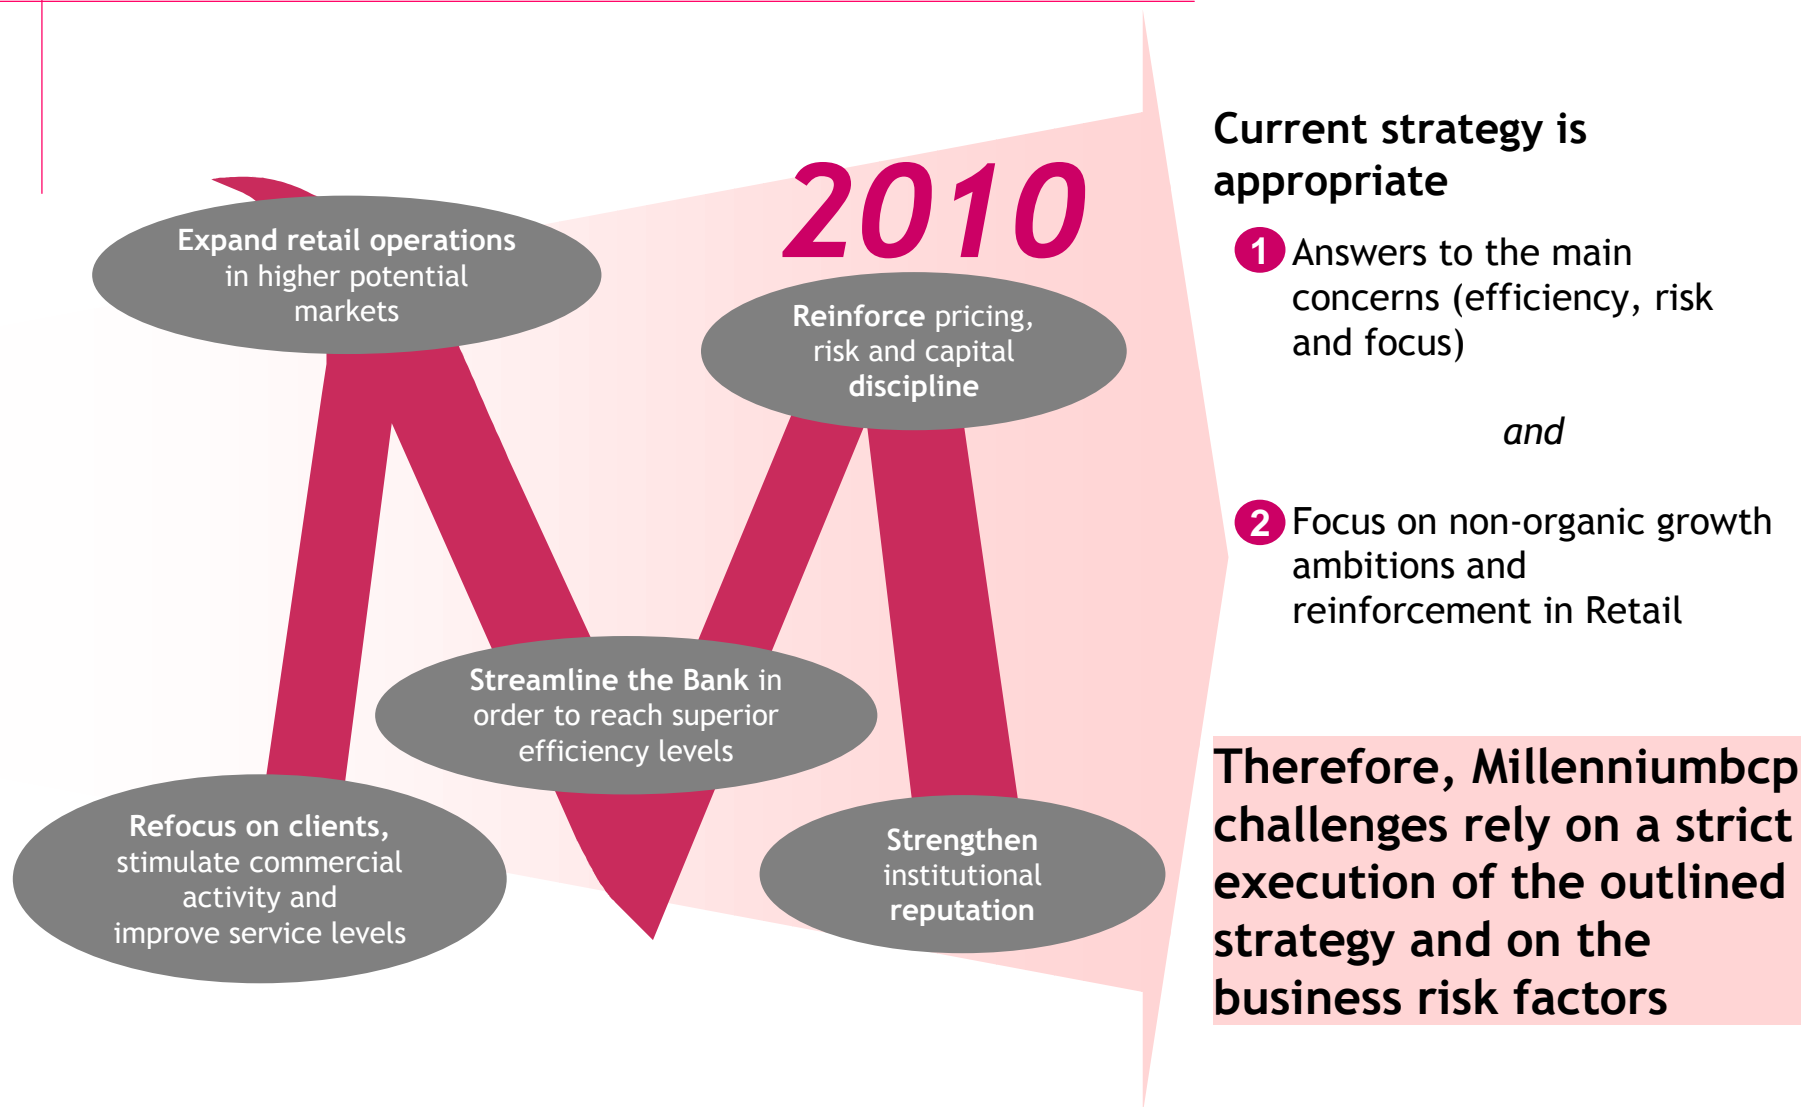 2010
Expand retail operations
in higher potential
markets
Reinforce pricing,
risk and capital
discipline
Streamline the Bank in
order to reach superior
efficiency levels
Refocus on clients,
stimulate commercial
activity and
improve service levels
Strengthen
institutional
reputation
Current strategy is
appropriate
1 Answers to the main
concerns (efficiency, risk
and focus)
and
2 Focus on non-organic growth
ambitions and
reinforcement in Retail
Therefore, Millenniumbcp
challenges rely on a strict
execution of the outlined
strategy and on the
business risk factors